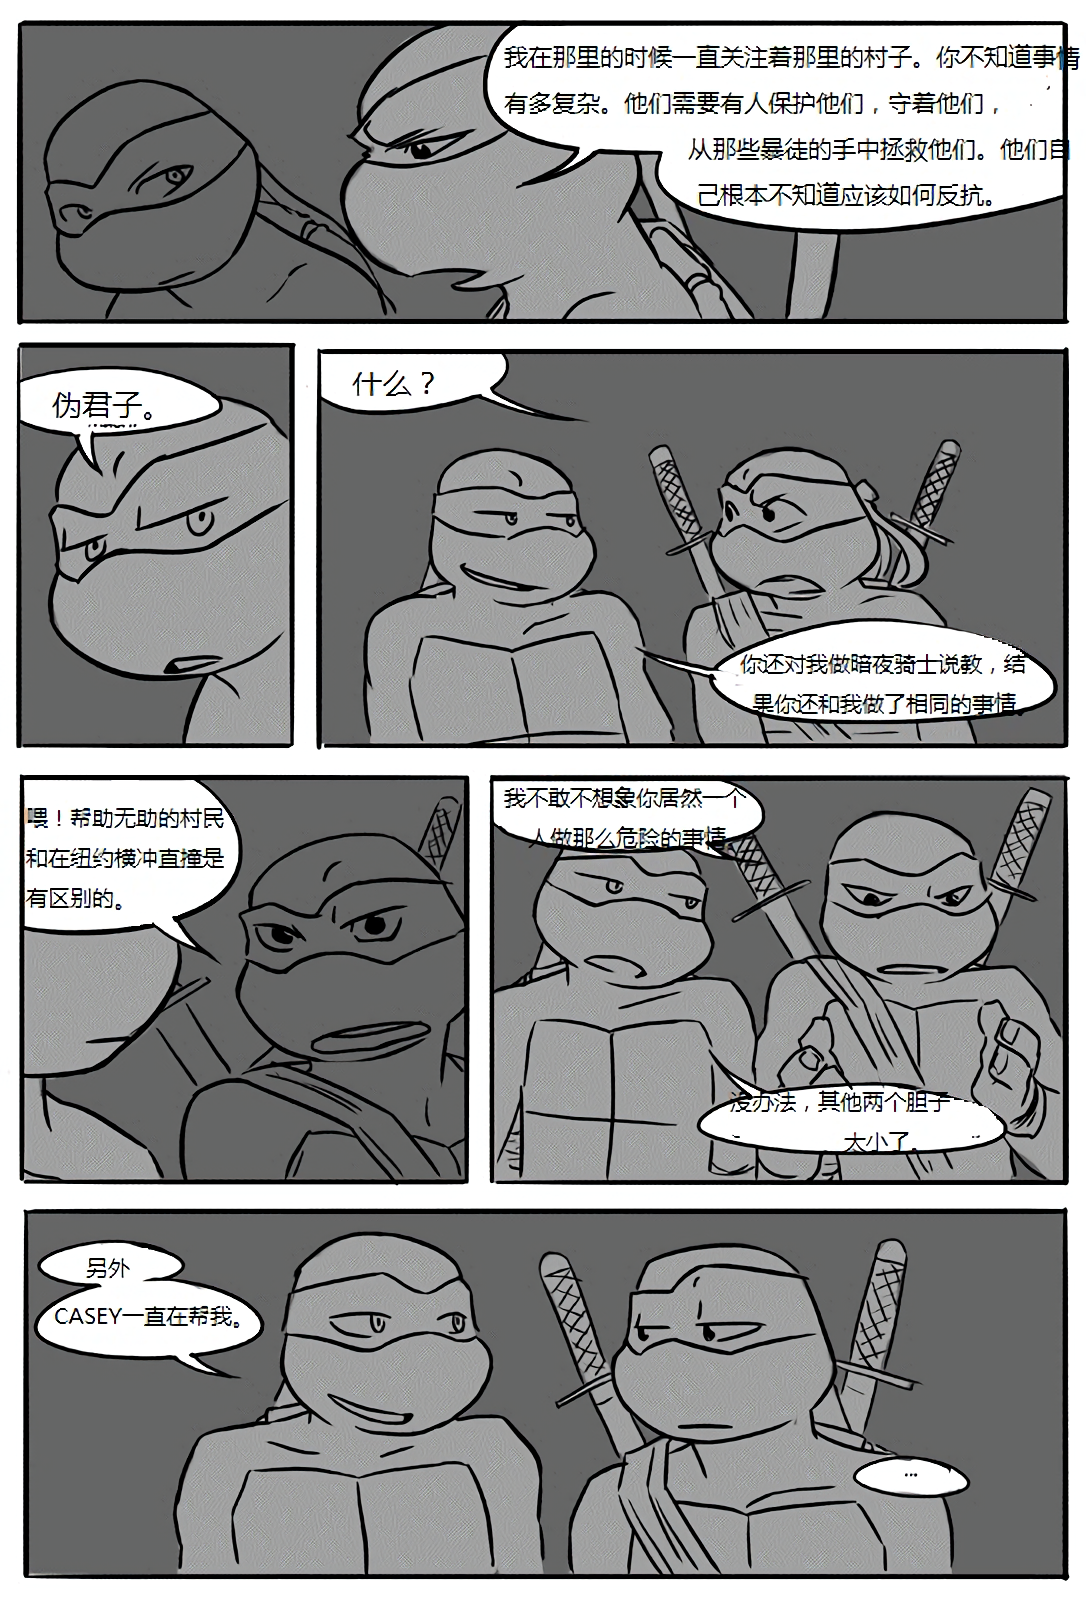 我在那里的时候一直关注着那里的村子。你不知道事情
有多复杂。他们需要有人保护他们，守着他们，
从那些暴徒的手中拯救他们。他们自
己根本不知道应该如何反抗。
伪君子。
什么？
你还对我做暗夜骑士说教，结
果你还和我做了相同的事情。
喂！帮助无助的村民
和在纽约横冲直撞是
有区别的。
我不敢不想象你居然一个
人做那么危险的事情。
没办法，其他两个胆子
太小了。
另外
CASEY一直在帮我。
...